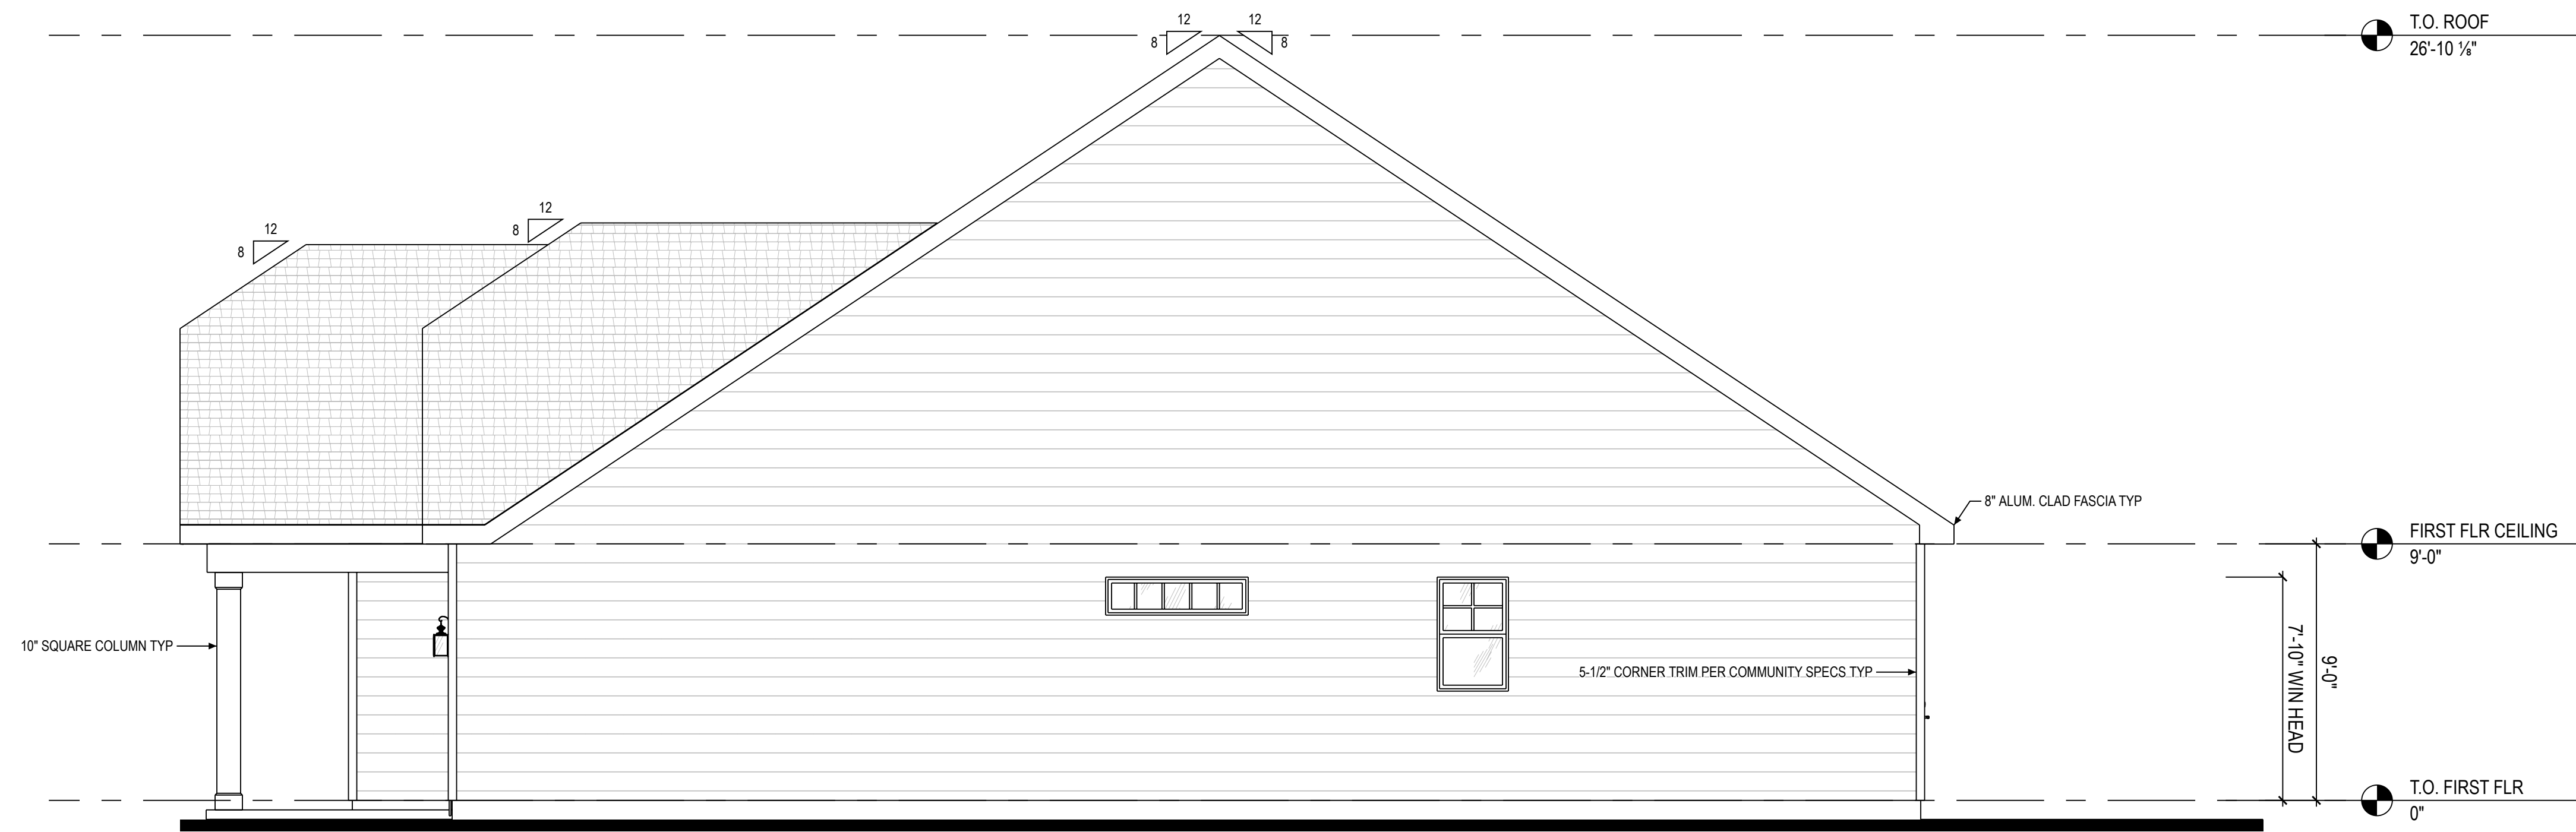 12 12
T.O. ROOF
8 8
26'-10 ⅛"
12
12
8
8
8" ALUM. CLAD FASCIA TYP
FIRST FLR CEILING
9'-0"
10" SQUARE COLUMN TYP
5-1/2" CORNER TRIM PER COMMUNITY SPECS TYP
7'-10" WIN HEAD
9'-0"
T.O. FIRST FLR
0"